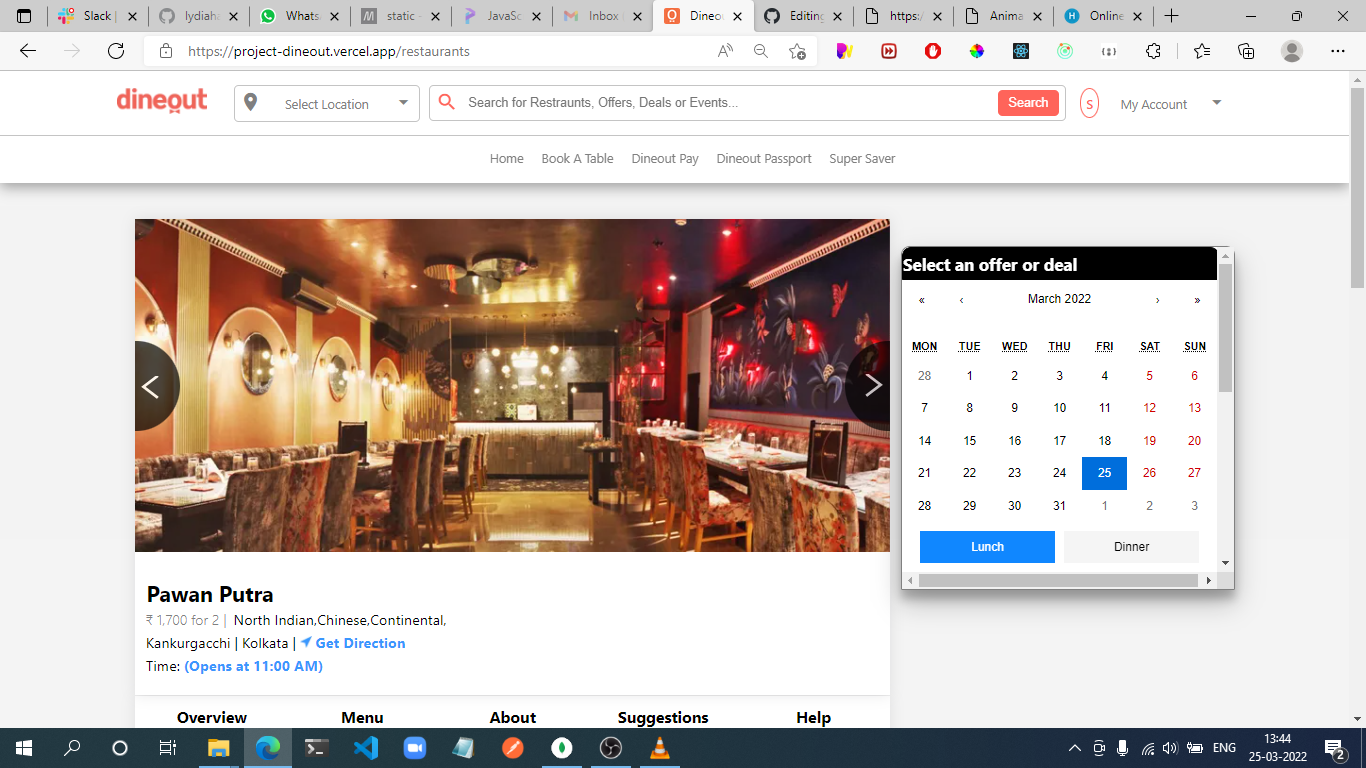 Slack |
lydiaha
Whats
static -
JavaSc
Inbox (
Dineou
Editing
https:/
Anima
Online
https://project-dineout.vercel.app/restaurants
dineout
Select Location
Search for Restraunts, Offers, Deals or Events...
Search
S
My Account
Home Book A Table Dineout Pay Dineout Passport Super Saver
Select an offer or deal
« ‹ March 2022 › »
MON TUE WED THU FRI SAT SUN
28 1 2 3 4 5 6
7 8 9 10 11 12 13
14 15 16 17 18 19 20
21 22 23 24 25 26 27
28 29 30 31 1 2 3
Lunch Dinner
Pawan Putra
₹ 1,700 for 2 | North Indian,Chinese,Continental,
Kankurgacchi | Kolkata | Get Direction
Time: (Opens at 11:00 AM)
Overview Menu About Suggestions Help
ENG
13:44
25-03-2022
2